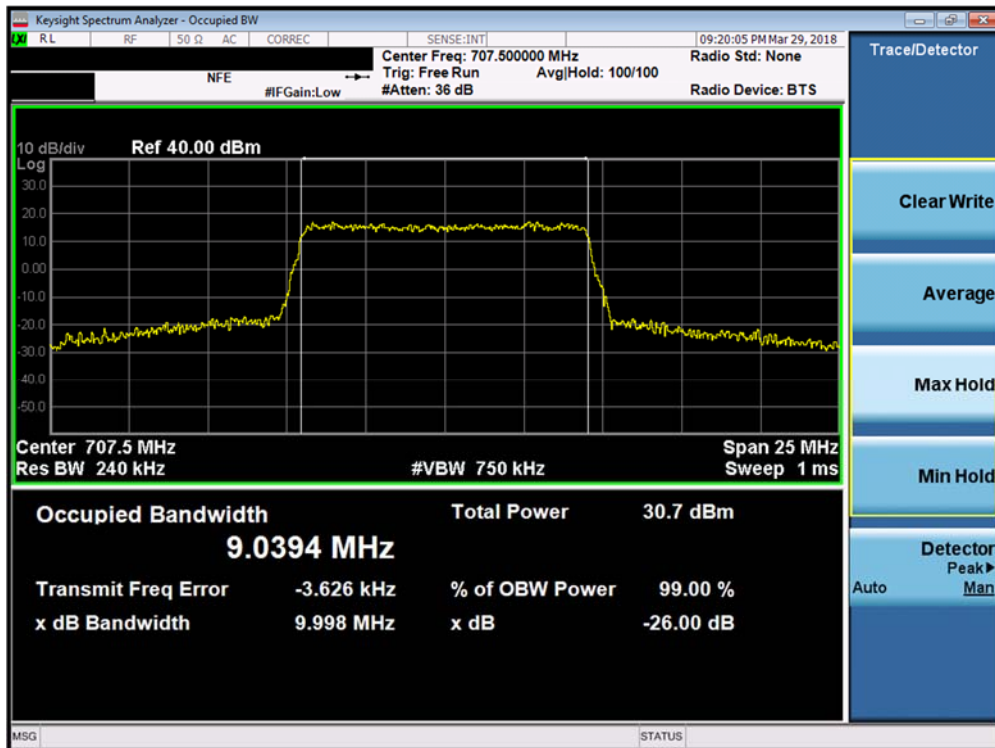 Keysight Spectrum Analyzer - Occupied BW
LXI RL RF 50 Ω AC CORREC SENSE:INT 09:20:05 PM Mar 29, 2018
Center Freq: 707.500000 MHz Radio Std: None
NFE Trig: Free Run Avg|Hold: 100/100
#IFGain:Low #Atten: 36 dB Radio Device: BTS
10 dB/div Ref 40.00 dBm
Log
30.0
20.0
10.0
0.00
-10.0
-20.0
-30.0
-40.0
-50.0
Center 707.5 MHz Span 25 MHz
Res BW 240 kHz #VBW 750 kHz Sweep 1 ms
Occupied Bandwidth Total Power 30.7 dBm
9.0394 MHz
Transmit Freq Error -3.626 kHz % of OBW Power 99.00 %
x dB Bandwidth 9.998 MHz x dB -26.00 dB
MSG STATUS
Trace/Detector
Clear Write
Average
Max Hold
Min Hold
Detector
Peak▶
Auto Man